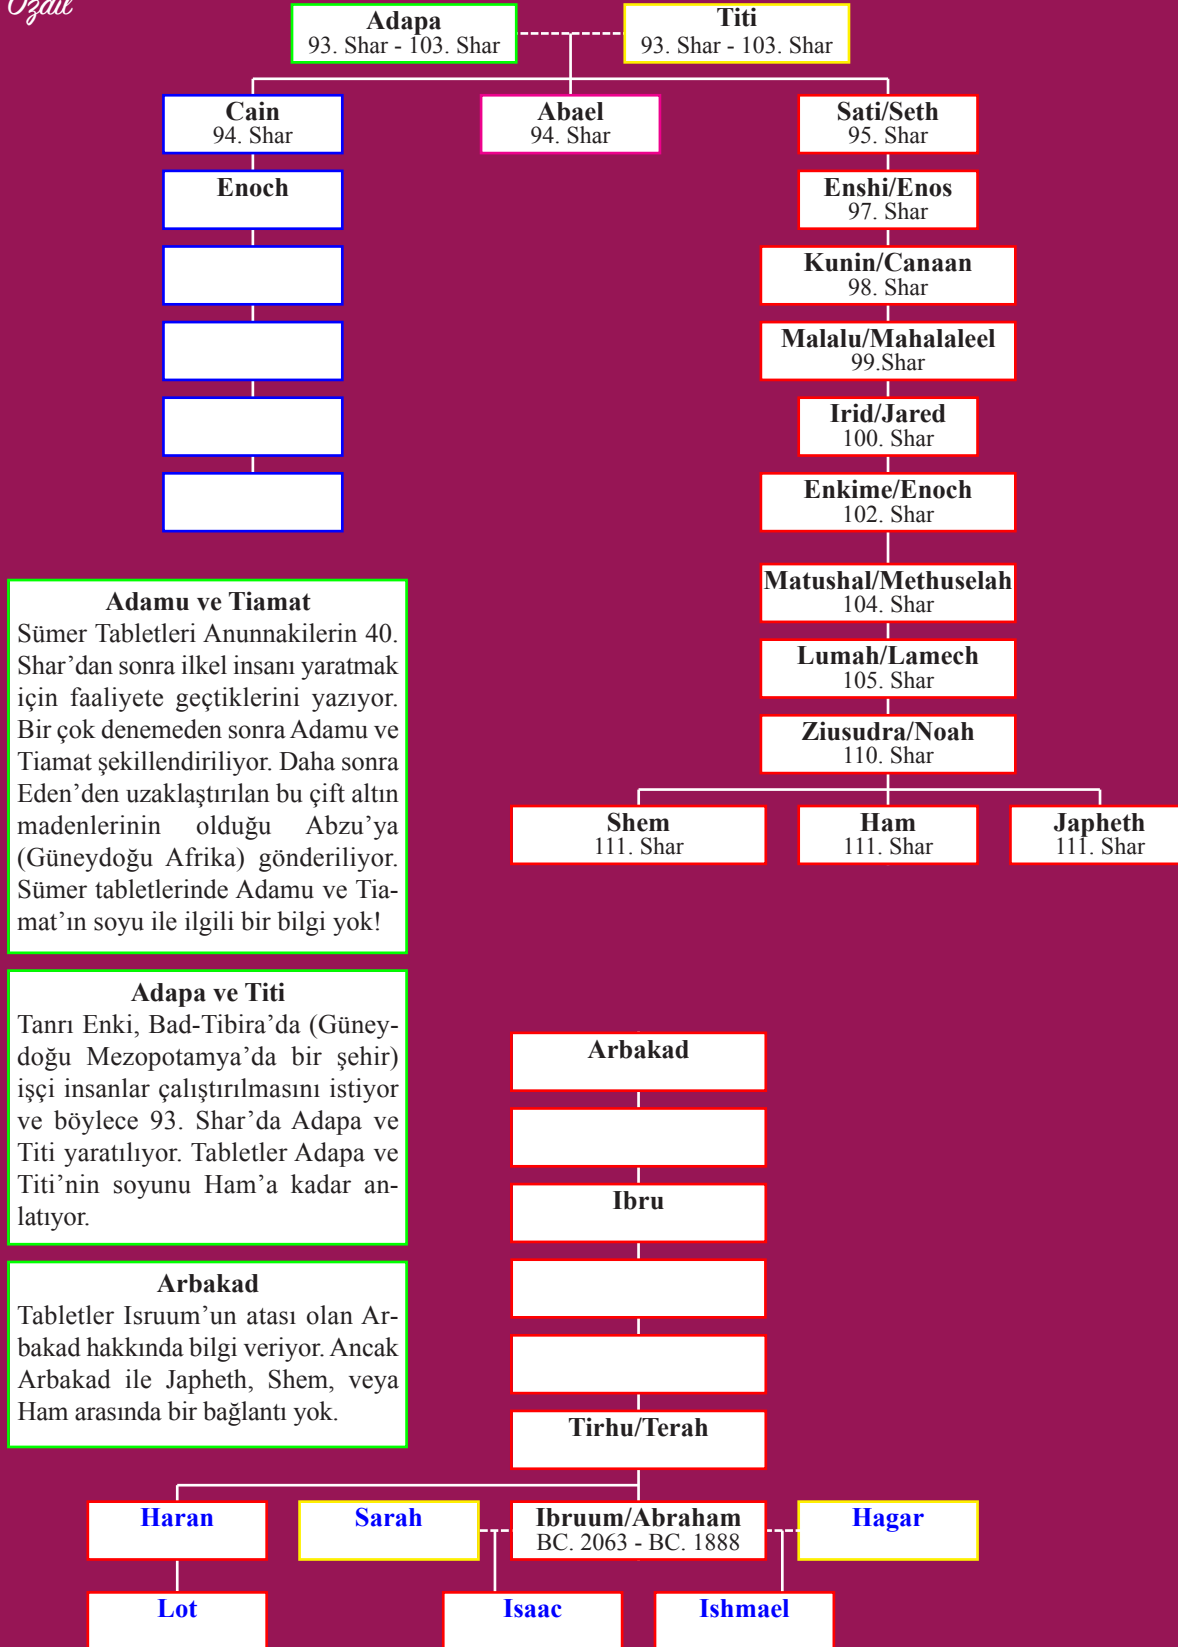 Özdil
Adapa
93. Shar - 103. Shar
Titi
93. Shar - 103. Shar
Cain
94. Shar
Abael
94. Shar
Sati/Seth
95. Shar
Enoch
Enshi/Enos
97. Shar
Kunin/Canaan
98. Shar
Malalu/Mahalaleel
99.Shar
Irid/Jared
100. Shar
Enkime/Enoch
102. Shar
Matushal/Methuselah
104. Shar
Lumah/Lamech
105. Shar
Ziusudra/Noah
110. Shar
Shem
111. Shar
Ham
111. Shar
Japheth
111. Shar
Adamu ve Tiamat
Sümer Tabletleri Anunnakilerin 40.
Shar’dan sonra ilkel insanı yaratmak
için faaliyete geçtiklerini yazıyor.
Bir çok denemeden sonra Adamu ve
Tiamat şekillendiriliyor. Daha sonra
Eden’den uzaklaştırılan bu çift altın
madenlerinin olduğu Abzu’ya
(Güneydoğu Afrika) gönderiliyor.
Sümer tabletlerinde Adamu ve Tia-
mat’ın soyu ile ilgili bir bilgi yok!
Adapa ve Titi
Tanrı Enki, Bad-Tibira’da (Güney-
doğu Mezopotamya’da bir şehir)
işçi insanlar çalıştırılmasını istiyor
ve böylece 93. Shar’da Adapa ve
Titi yaratılıyor. Tabletler Adapa ve
Titi’nin soyunu Ham’a kadar an-
latıyor.
Arbakad
Tabletler Isruum’un atası olan Ar-
bakad hakkında bilgi veriyor. Ancak
Arbakad ile Japheth, Shem, veya
Ham arasında bir bağlantı yok.
Arbakad
Ibru
Tirhu/Terah
Haran
Sarah
Ibruum/Abraham
BC. 2063 - BC. 1888
Hagar
Lot
Isaac
Ishmael